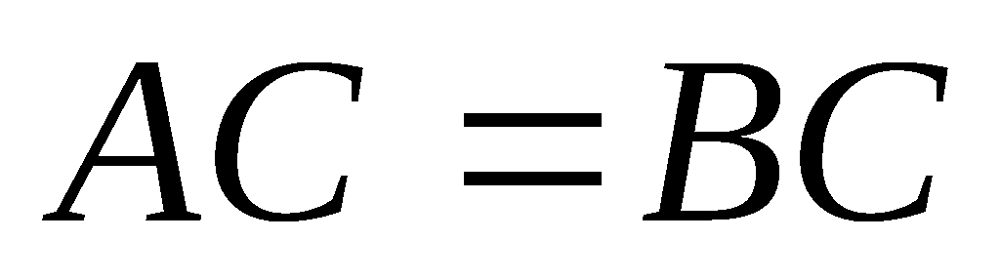 AC = BC